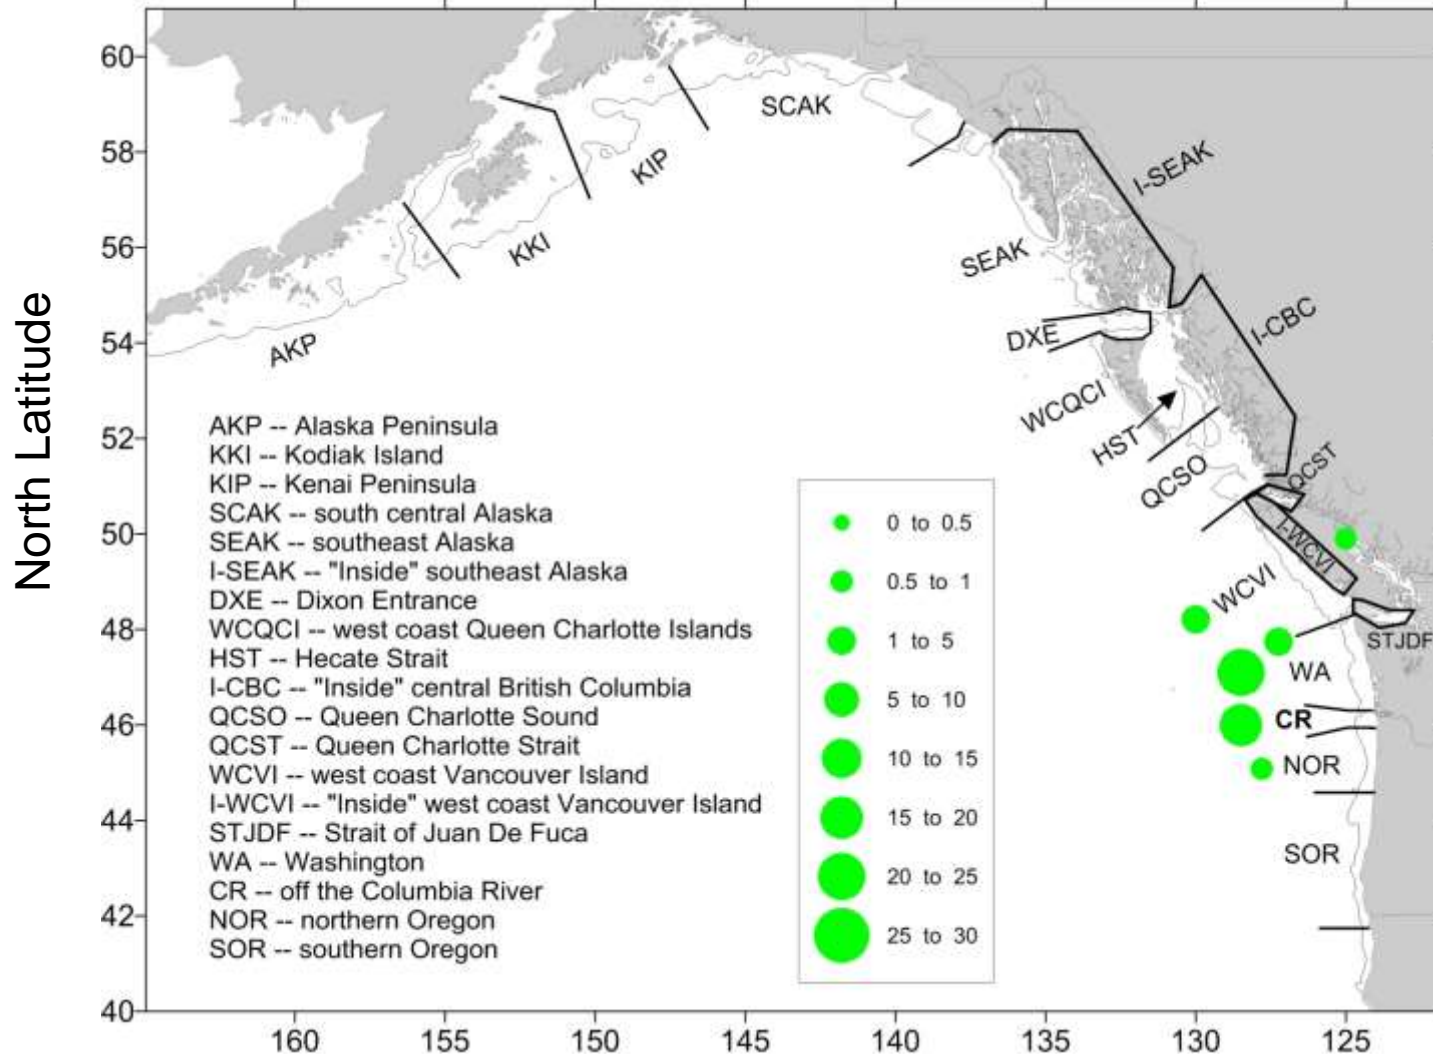 North Latitude
60
58
56
54
52
50
48
46
44
42
40
160
155
150
145
140
135
130
125
SCAK
KIP
KKI
AKP
I-SEAK
SEAK
DXE
I-CBC
WCQCI
HST
QCSO
QCST
I-WCVI
WCVI
STJDF
WA
CR
NOR
SOR
AKP -- Alaska Peninsula
KKI -- Kodiak Island
KIP -- Kenai Peninsula
SCAK -- south central Alaska
SEAK -- southeast Alaska
I-SEAK -- "Inside" southeast Alaska
DXE -- Dixon Entrance
WCQCI -- west coast Queen Charlotte Islands
HST -- Hecate Strait
I-CBC -- "Inside" central British Columbia
QCSO -- Queen Charlotte Sound
QCST -- Queen Charlotte Strait
WCVI -- west coast Vancouver Island
I-WCVI -- "Inside" west coast Vancouver Island
STJDF -- Strait of Juan De Fuca
WA -- Washington
CR -- off the Columbia River
NOR -- northern Oregon
SOR -- southern Oregon
0 to 0.5
0.5 to 1
1 to 5
5 to 10
10 to 15
15 to 20
20 to 25
25 to 30